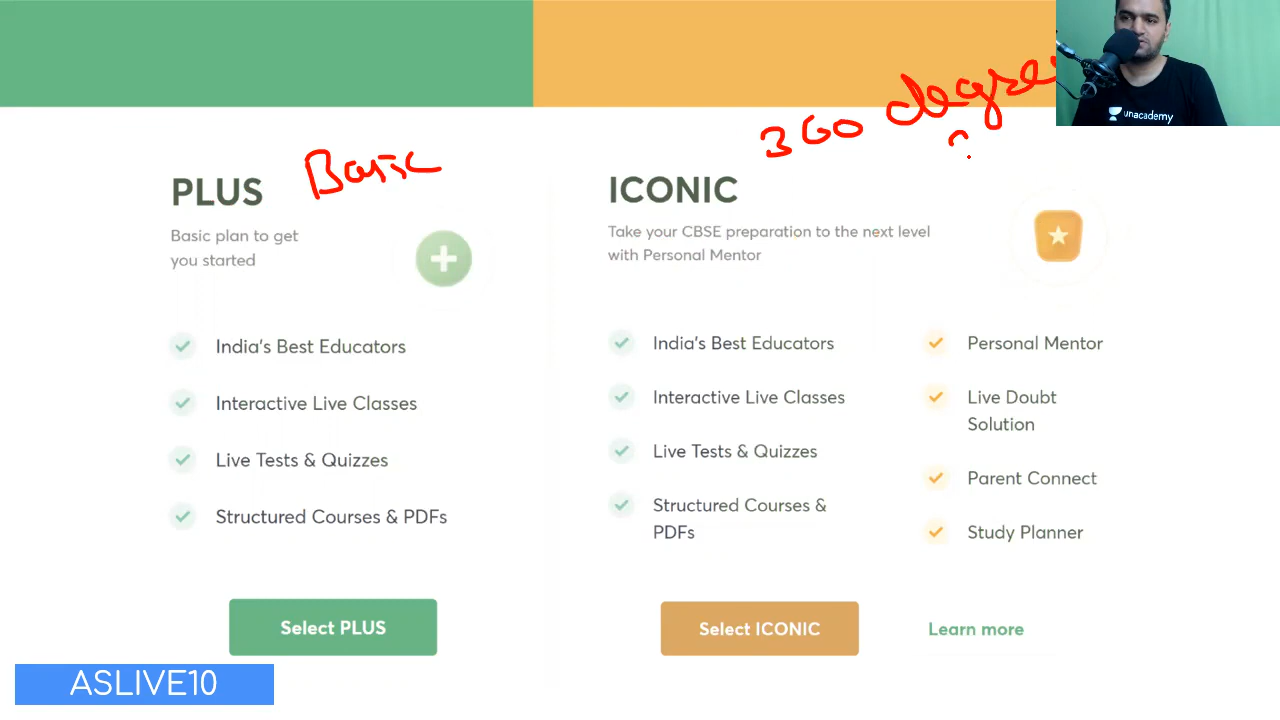 unacademy
360 degree
?
PLUS Basic
Basic plan to get
you started
India's Best Educators
Interactive Live Classes
Live Tests & Quizzes
Structured Courses & PDFs
Select PLUS
ICONIC
Take your CBSE preparation to the next level
with Personal Mentor
India's Best Educators
Interactive Live Classes
Live Tests & Quizzes
Structured Courses &
PDFs
Personal Mentor
Live Doubt
Solution
Parent Connect
Study Planner
Select ICONIC
Learn more
ASLIVE10